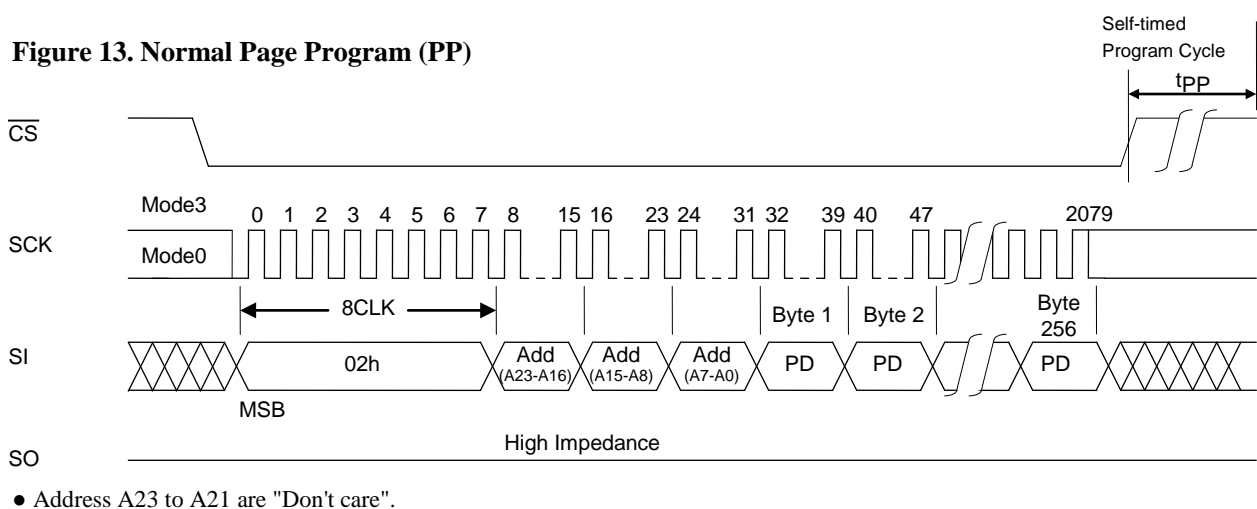 Figure 13. Normal Page Program (PP)
Self-timed
Program Cycle
tPP
CS
Mode3
0 1 2 3 4 5 6 7 8 15 16 23 24 31 32 39 40 47 2079
SCK
Mode0
8CLK
Byte 1 Byte 2 Byte
256
SI
02h
Add
(A23-A16)
Add
(A15-A8)
Add
(A7-A0)
PD PD PD
MSB
High Impedance
SO
● Address A23 to A21 are "Don't care".